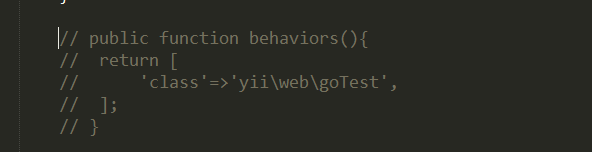 // public function behaviors(){
//  return [
//      'class'=>'yii\web\goTest',
//  ];
// }